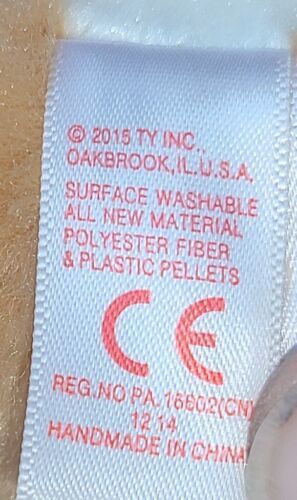 © 2015 TY INC.,
OAKBROOK,IL.U.S.A.
SURFACE WASHABLE
ALL NEW MATERIAL
POLYESTER FIBER
& PLASTIC PELLETS
CE
REG.NO PA.16602(CN)
12 14
HANDMADE IN CHINA